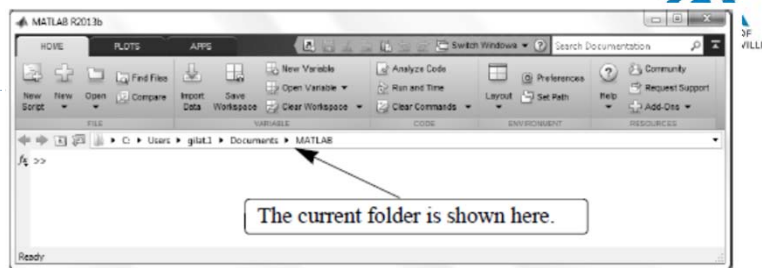 MATLAB R2013b
HOME PLOTS APPS Switch Windows Search Documentation
New Variable Analyze Code Community
Find Files Open Variable Run and Time Preferences Request Support
New Script New Open Compare Import Data Save Workspace Clear Workspace Clear Commands Layout Set Path Help Add-Ons
FILE VARIABLE CODE ENVIRONMENT RESOURCES
C: Users gilat.1 Documents MATLAB
fx >>
The current folder is shown here.
Ready
OF